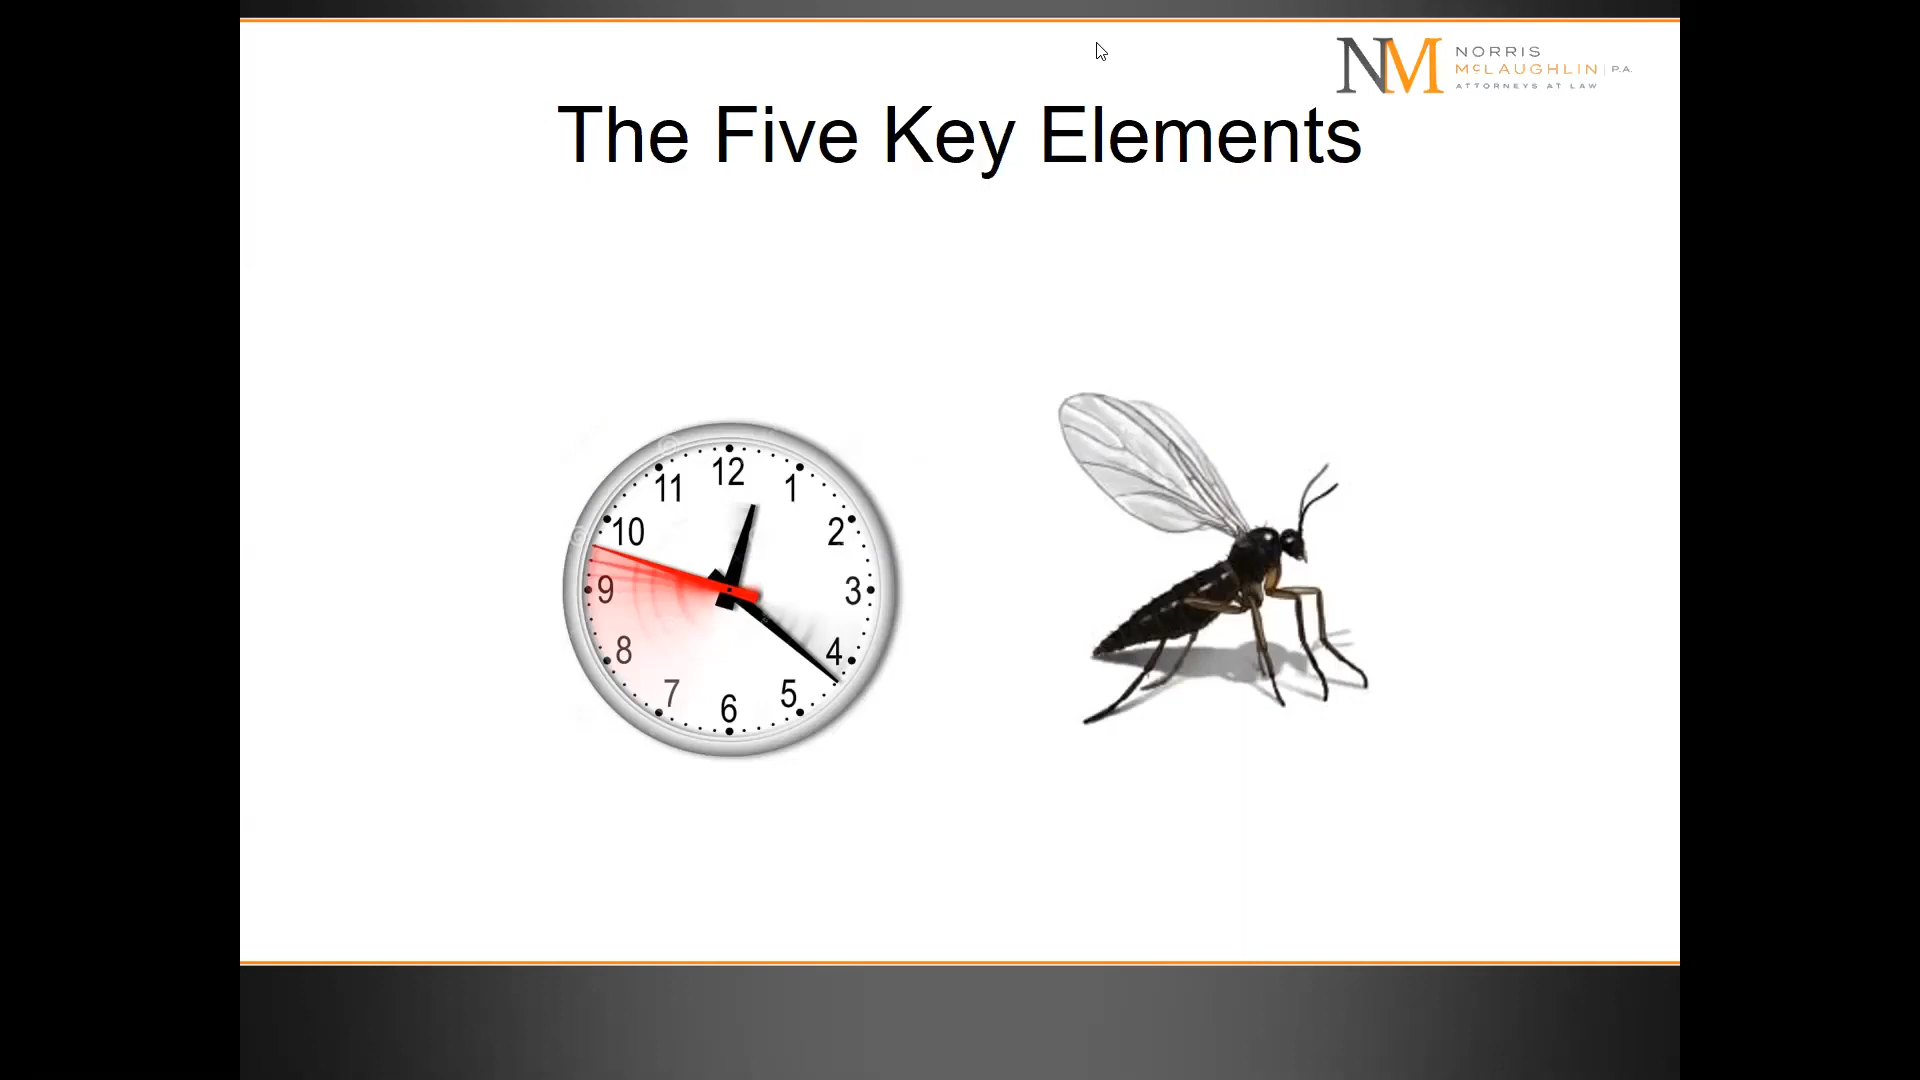 NM NORRIS
McLAUGHLIN | P.A.
ATTORNEYS AT LAW
The Five Key Elements
12
11 1
10 2
9 3
8 4
7 5
6